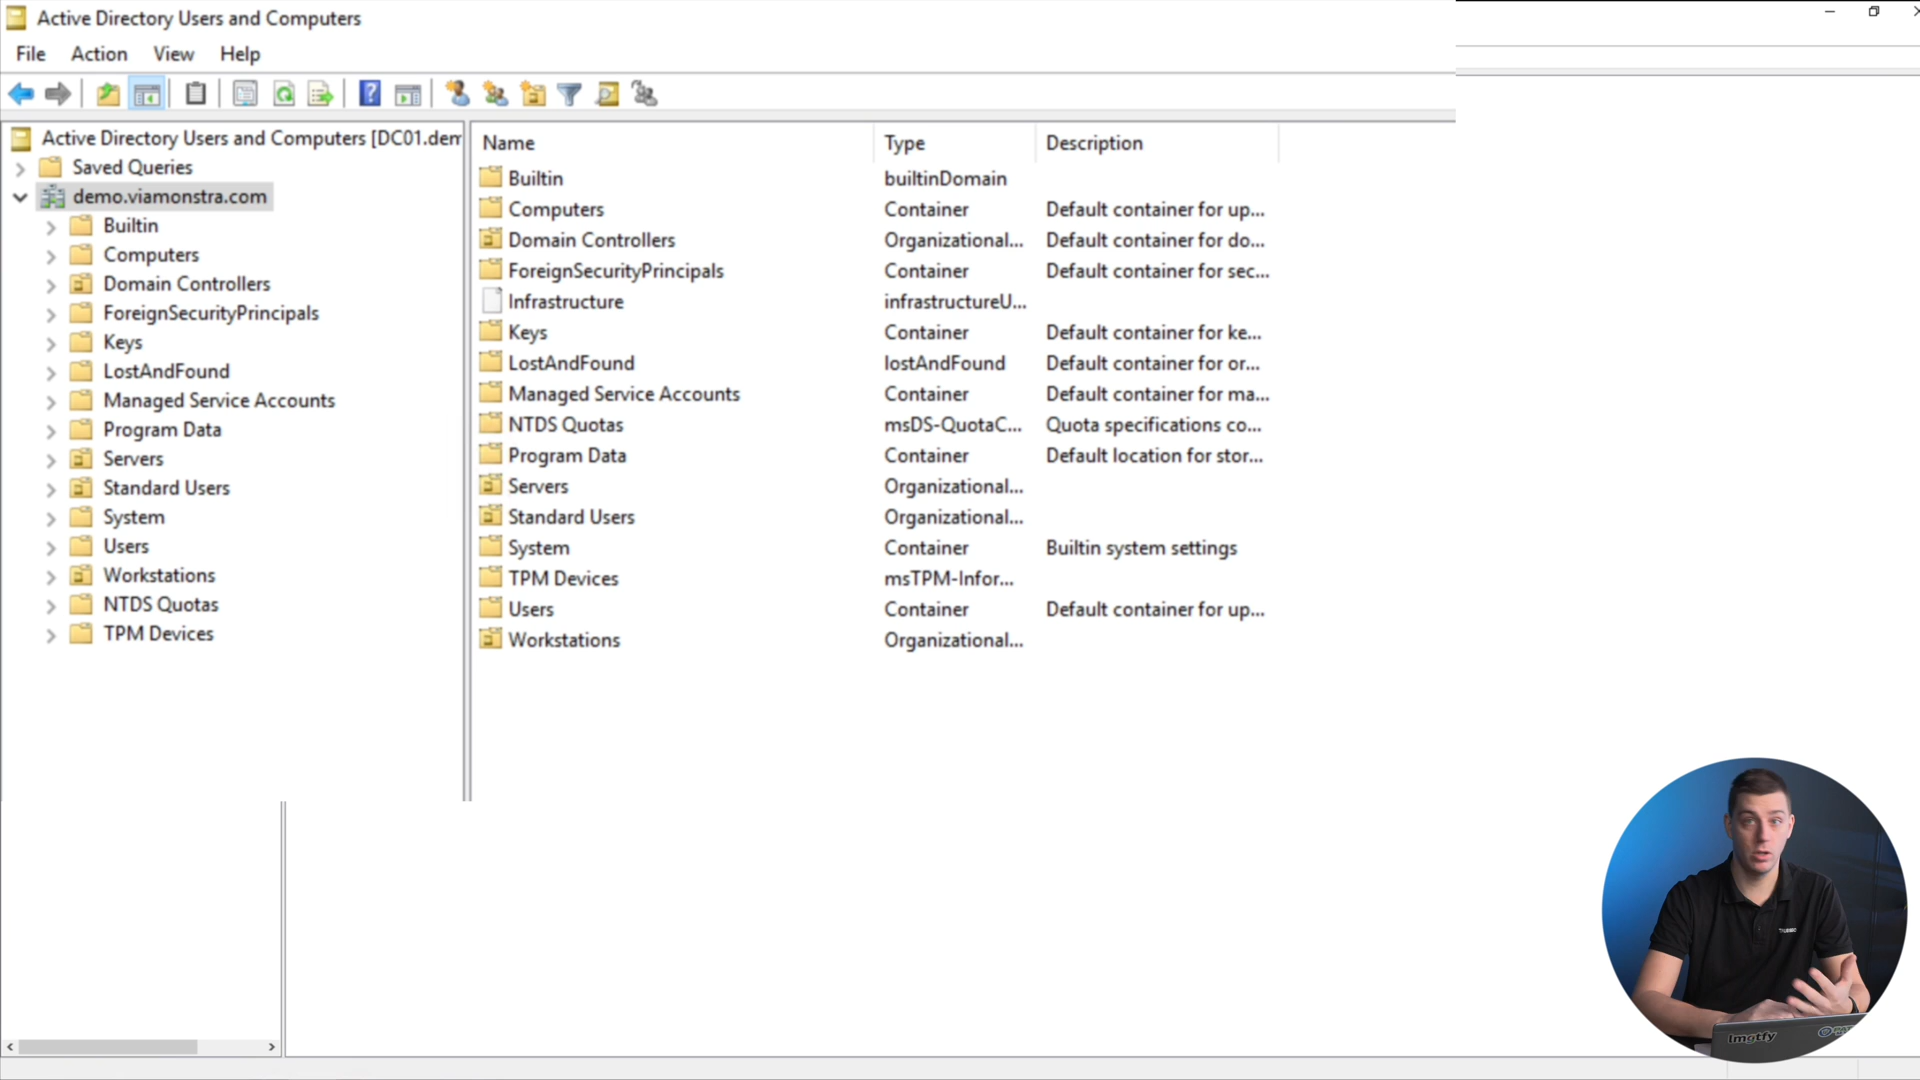 Active Directory Users and Computers
File Action View Help
Active Directory Users and Computers [DC01.dem
Saved Queries
demo.viamonstra.com
Builtin
Computers
Domain Controllers
ForeignSecurityPrincipals
Keys
LostAndFound
Managed Service Accounts
Program Data
Servers
Standard Users
System
Users
Workstations
NTDS Quotas
TPM Devices
Name Type Description
Builtin builtinDomain
Computers Container Default container for up...
Domain Controllers Organizational... Default container for do...
ForeignSecurityPrincipals Container Default container for sec...
Infrastructure infrastructureU...
Keys Container Default container for ke...
LostAndFound lostAndFound Default container for or...
Managed Service Accounts Container Default container for ma...
NTDS Quotas msDS-QuotaC... Quota specifications co...
Program Data Container Default location for stor...
Servers Organizational...
Standard Users Organizational...
System Container Builtin system settings
TPM Devices msTPM-Infor...
Users Container Default container for up...
Workstations Organizational...
lmgtfy